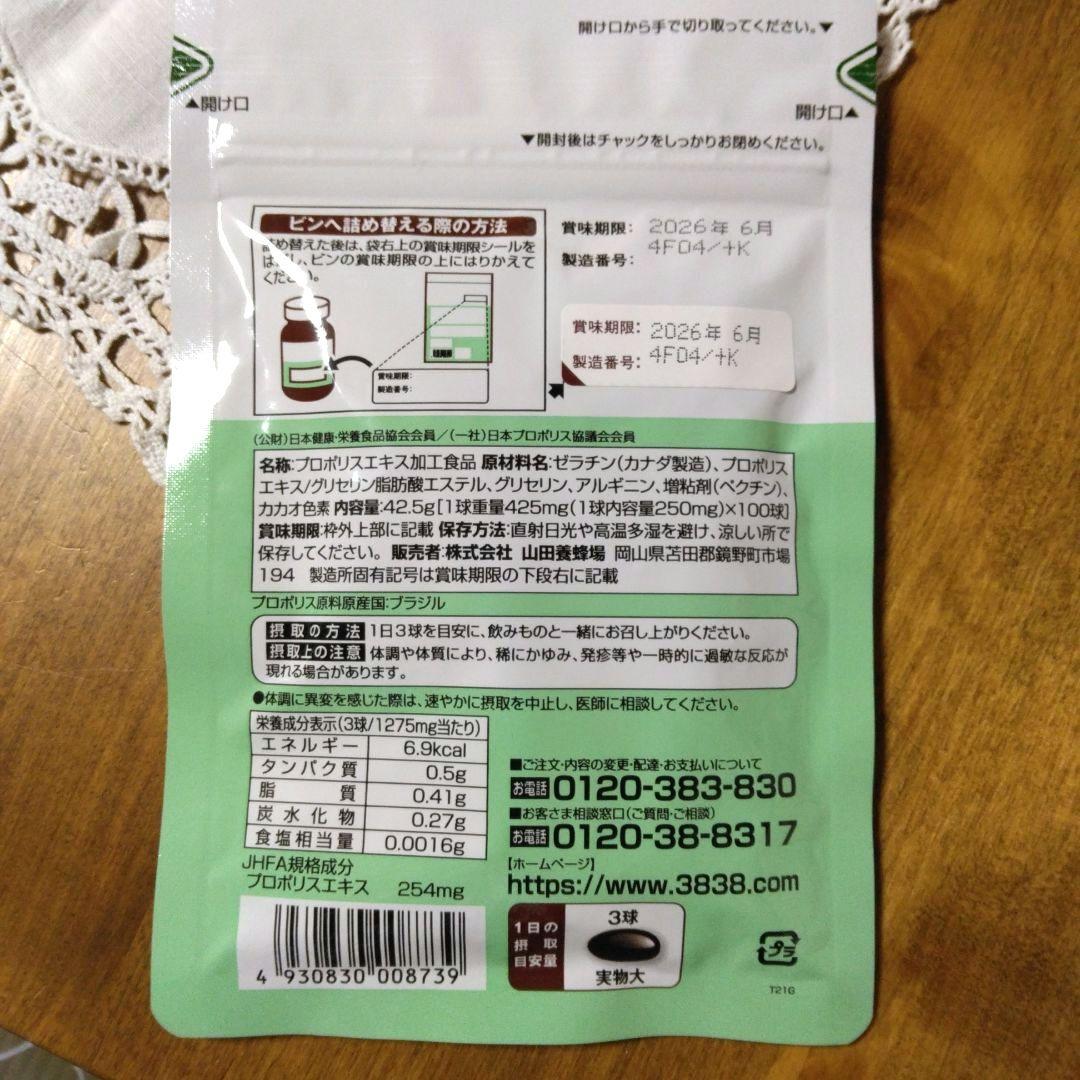 開け口から手で切り取ってください。▼
▲開け口
開け口▲
▼開封後はチャックをしっかりお閉めください。
ビンへ詰め替える際の方法
詰め替えた後は、袋右上の賞味期限シールを
は し、ビンの賞味期限の上にはりかえて
ください。
賞味期限:
製造番号:
賞味期限: 2026年 6月
製造番号: 4F04/+K
賞味期限: 2026年 6月
製造番号: 4F04/+K
(公財)日本健康・栄養食品協会会員/(一社)日本プロポリス協議会会員
名称:プロポリスエキス加工食品 原材料名:ゼラチン(カナダ製造)、プロポリス
エキス/グリセリン脂肪酸エステル、グリセリン、アルギニン、増粘剤(ペクチン)、
カカオ色素 内容量:42.5g[1球重量425mg(1球内容量250mg)×100球]
賞味期限:枠外上部に記載 保存方法:直射日光や高温多湿を避け、涼しい所で
保存してください。 販売者:株式会社 山田養蜂場 岡山県苫田郡鏡野町市場
194 製造所固有記号は賞味期限の下段右に記載
プロポリス原料原産国:ブラジル
摂取の方法 1日3球を目安に、飲みものと一緒にお召し上がりください。
摂取上の注意 体調や体質により、稀にかゆみ、発疹等や一時的に過敏な反応が
現れる場合があります。
●体調に異変を感じた際は、速やかに摂取を中止し、医師に相談してください。
栄養成分表示(3球/1275mg当たり)
エネルギー 6.9kcal
タンパク質 0.5g
脂質 0.41g
炭水化物 0.27g
食塩相当量 0.0016g
JHFA規格成分
プロポリスエキス 254mg
■ご注文・内容の変更・配達・お支払いについて
お電話 0120-383-830
■お客さま相談窓口(ご質問・ご相談)
お電話 0120-38-8317
【ホームページ】
https://www.3838.com
4 930830 008739
1日の
摂取
目安量
3球
実物大
プラ
T21G